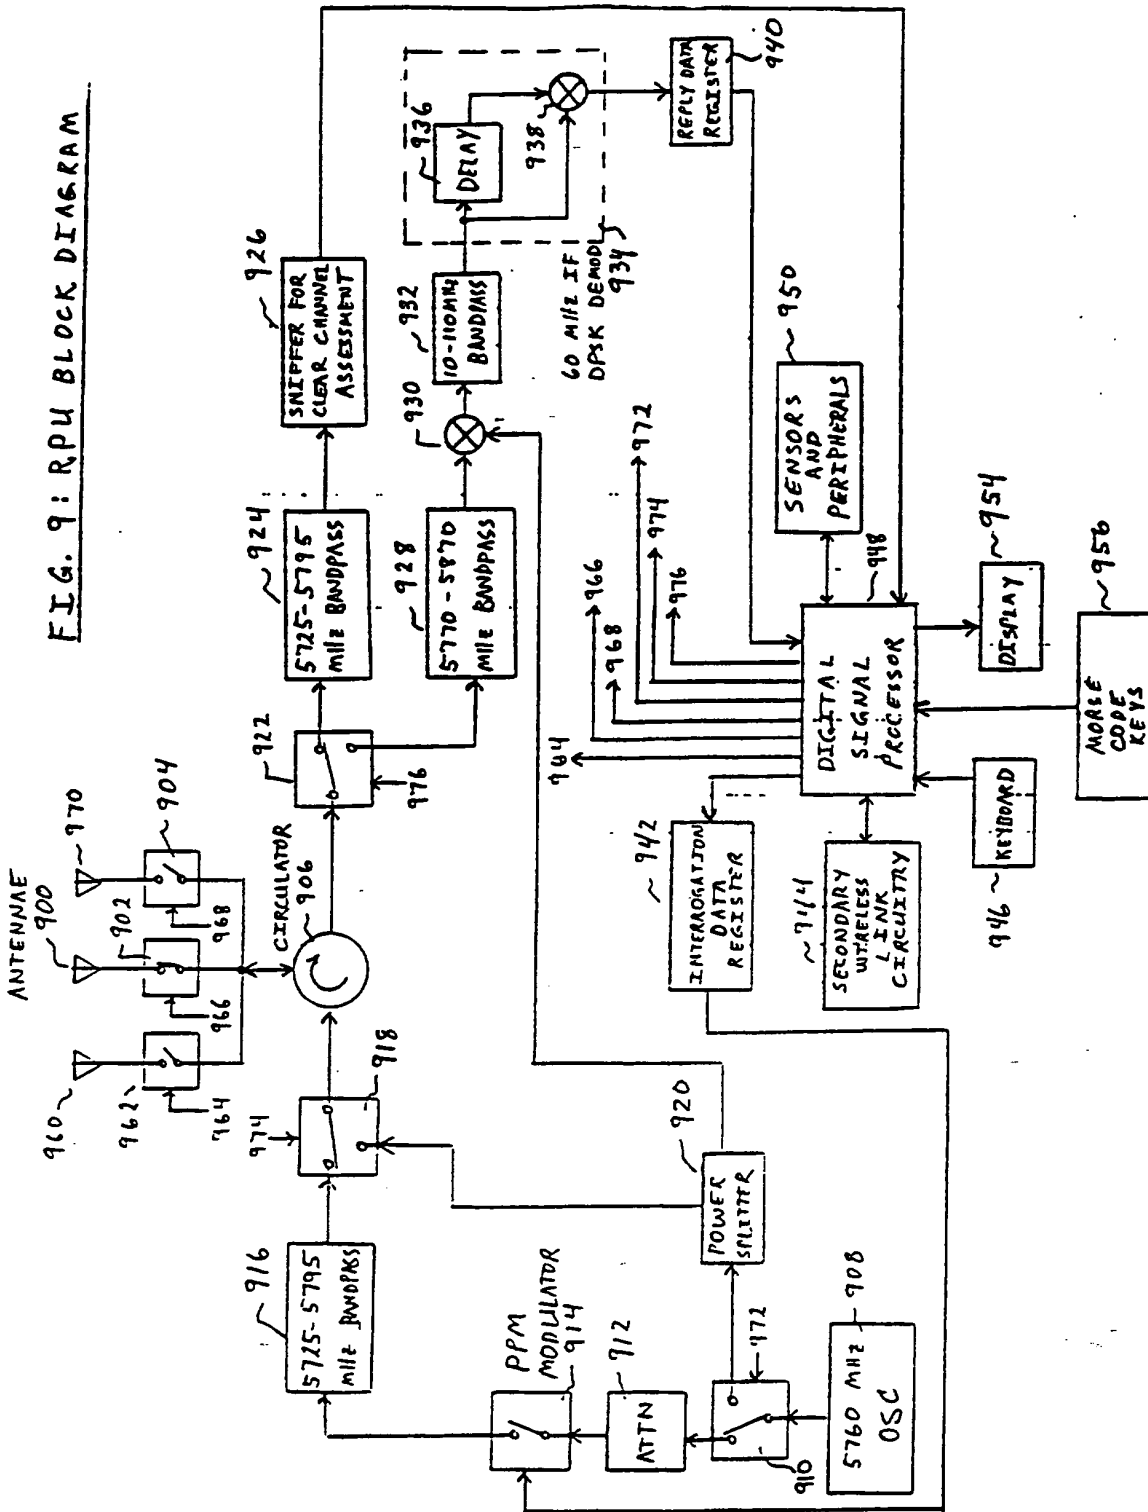 FIG. 9: RPU BLOCK DIAGRAM
ANTENNAE
960
900
970
962
902
904
964
966
968
CIRCULATOR
906
974
918
916
5725-5795
MHz BANDPASS
922
976
924
5725-5795
MHz BANDPASS
926
SNIFFER FOR
CLEAR CHANNEL
ASSESSMENT
928
5770-5870
MHz BANDPASS
930
932
10-110MHz
BANDPASS
936
DELAY
938
60 MHz IF
DPSK DEMOD
934
REPLY DATA
REGISTER
940
PPM
MODULATOR
914
912
ATTN
910
972
5760 MHz
OSC
908
POWER
SPLITTER
920
942
INTERROGATION
DATA
REGISTER
944
SECONDARY
WIRELESS
LINK
CIRCUITRY
946
KEYBOARD
964
968
966
976
974
972
DIGITAL
SIGNAL
PROCESSOR
948
SENSORS
AND
PERIPHERALS
950
DISPLAY
954
MORSE
CODE
KEYS
956